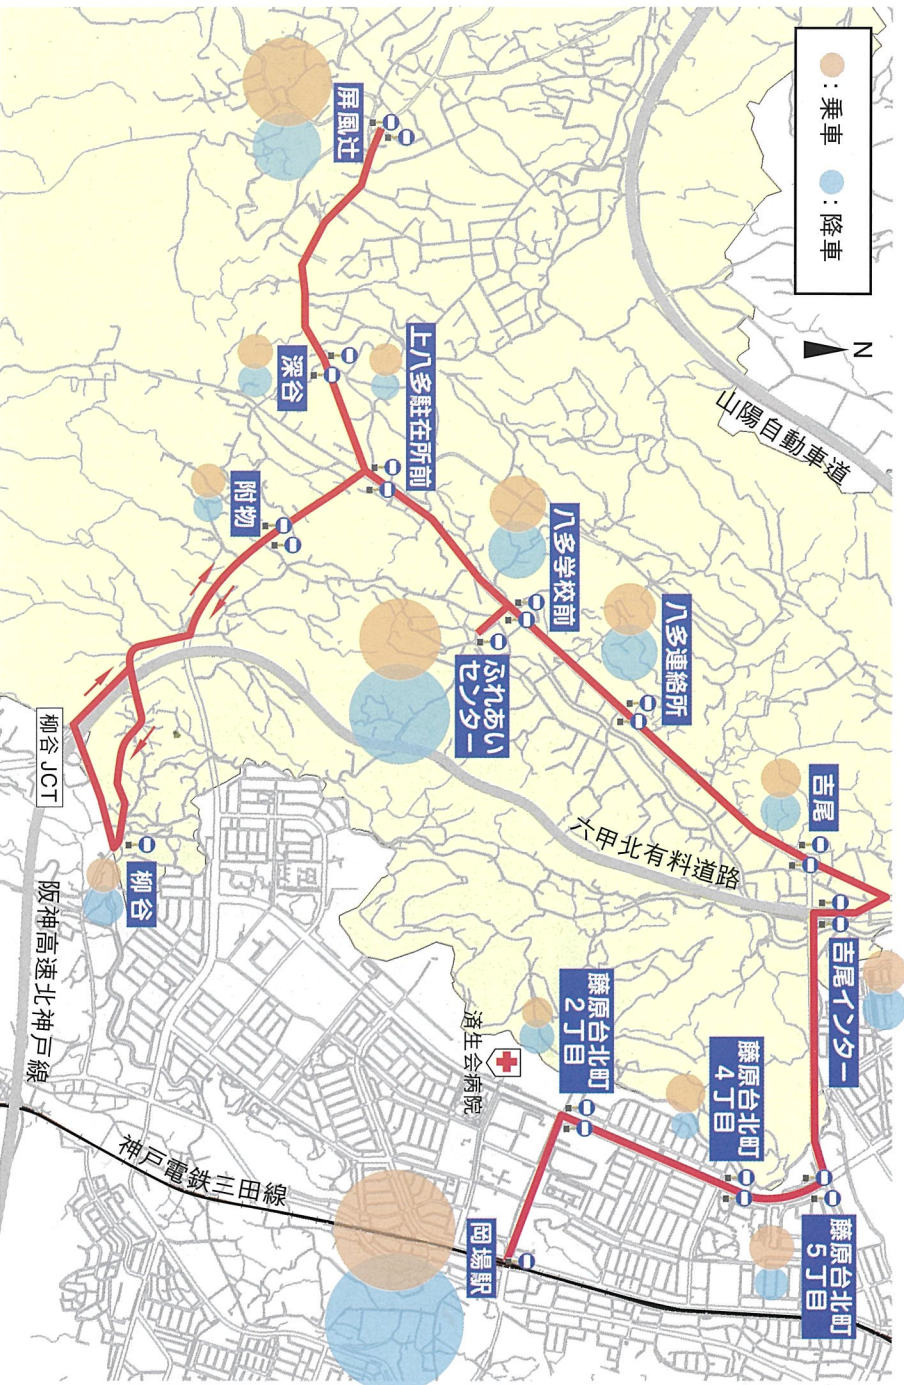 ：乗車　：降車
N
山陽自動車道
屏風辻
深谷
上八多駐在所前
附物
八多学校前
ふれあい
センター
八多連絡所
吉尾
吉尾インター
六甲北有料道路
柳谷 JCT
柳谷
阪神高速北神戸線
済生会病院
藤原台北町
2丁目
藤原台北町
4丁目
藤原台北町
5丁目
岡場駅
神戸電鉄三田線